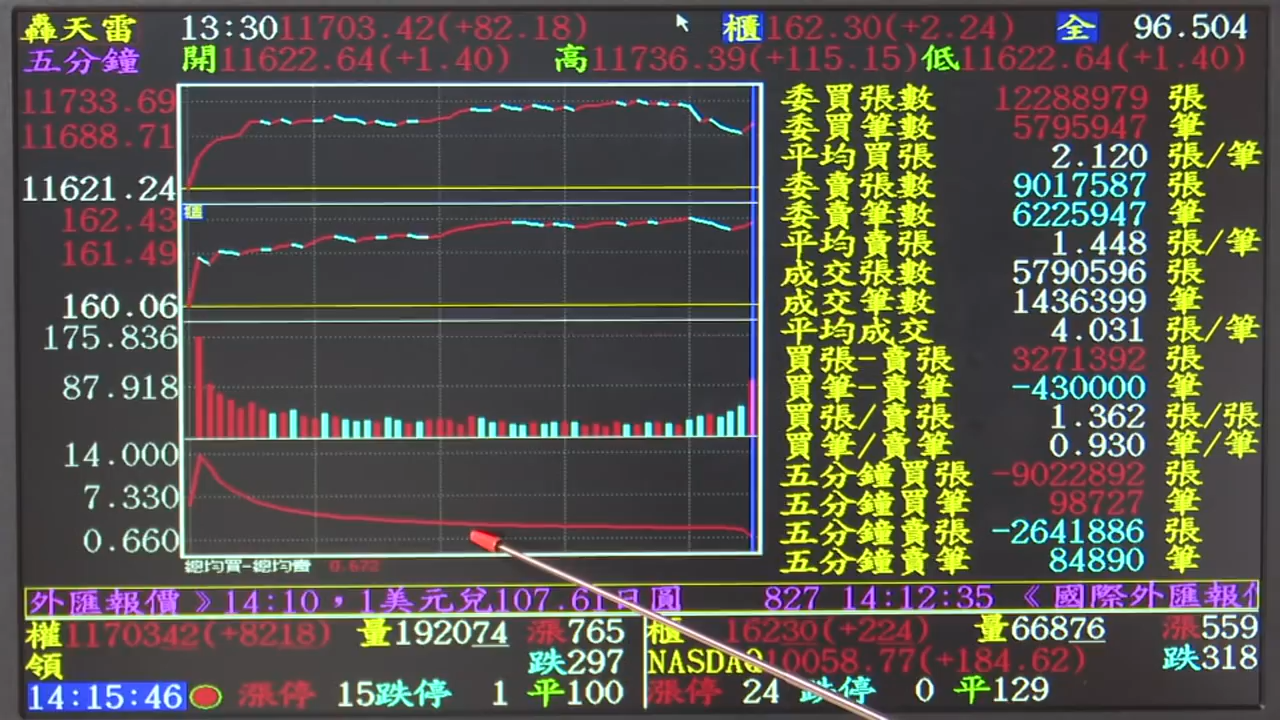 轟天雷 13:30 11703.42(+82.18) 櫃 162.30(+2.24) 全 96.504
五分鐘 開 11622.64(+1.40) 高 11736.39(+115.15) 低 11622.64(+1.40)
11733.69
11688.71
11621.24
162.43
161.49
160.06
175.836
87.918
14.000
7.330
0.660
總均買-總均賣 0.672
委買張數 12288979 張
委買筆數 5795947 筆
平均買張 2.120 張/筆
委賣張數 9017587 張
委賣筆數 6225947 筆
平均賣張 1.448 張/筆
成交張數 5790596 張
成交筆數 1436399 筆
平均成交 4.031 張/筆
買張-賣張 3271392 張
買筆-賣筆 -430000 筆
買張/賣張 1.362 張/張
買筆/賣筆 0.930 筆/筆
五分鐘買張 -9022892 張
五分鐘買筆 98727 筆
五分鐘賣張 -2641886 張
五分鐘賣筆 84890 筆
外匯報價 》14:10,1美元兌107.61日圓 827 14:12:35 《 國際外匯報
權 1170342(+8218) 量192074 漲765 櫃 16230(+224) 量66876 漲559
領 跌297 NASDAQ10058.77(+184.62) 跌318
14:15:46 漲停 15 跌停 1 平100 漲停 24 跌停 0 平129